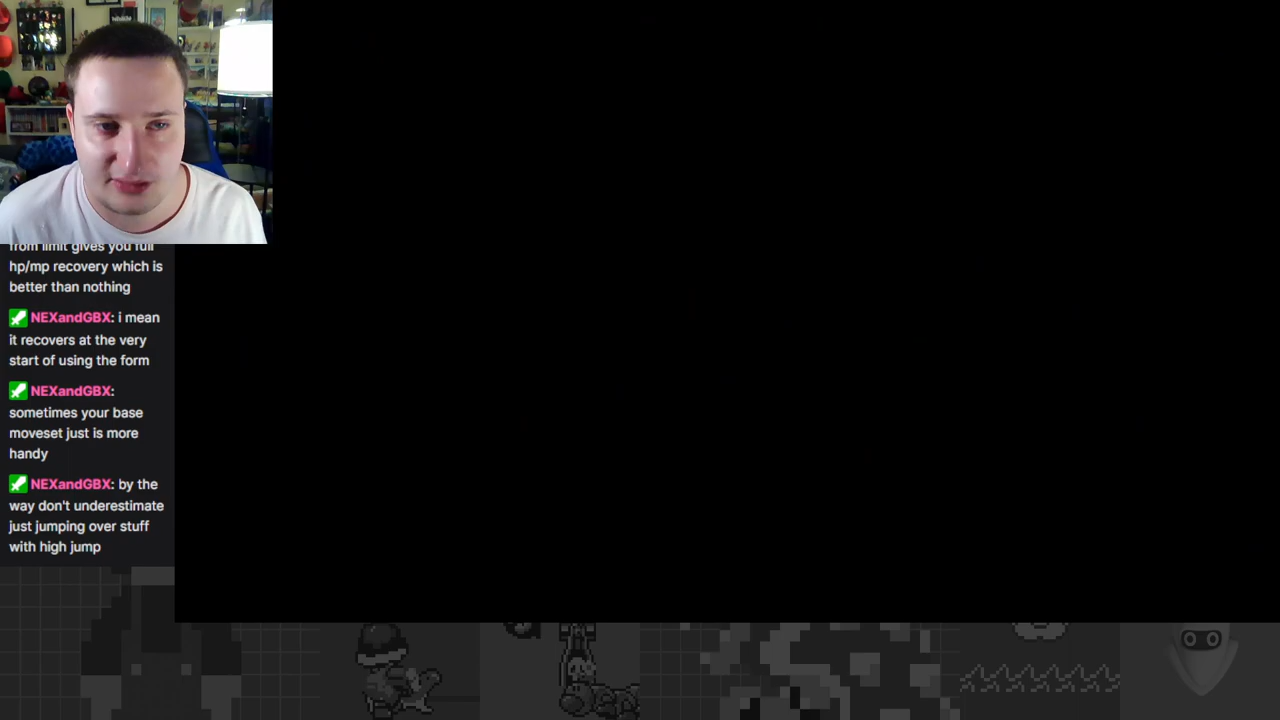 from limit gives you full
hp/mp recovery which is
better than nothing
NEXandGBX: i mean
it recovers at the very
start of using the form
NEXandGBX:
sometimes your base
moveset just is more
handy
NEXandGBX: by the
way don't underestimate
just jumping over stuff
with high jump